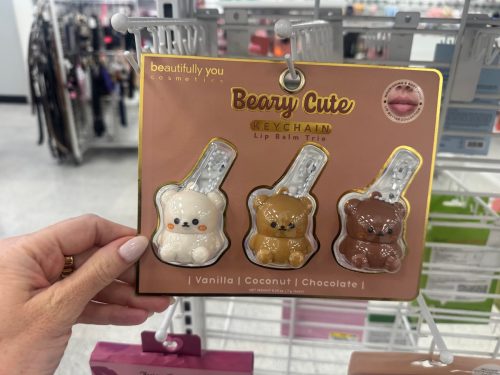 beautifully you
cosmetics
Beary Cute
KEYCHAIN
Lip Balm Trio
| Vanilla | Coconut | Chocolate |